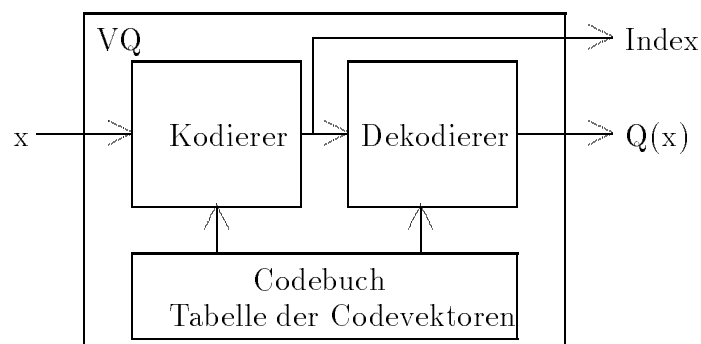 VQ
Index
x
Kodierer
Dekodierer
Q(x)
Codebuch
Tabelle der Codevektoren